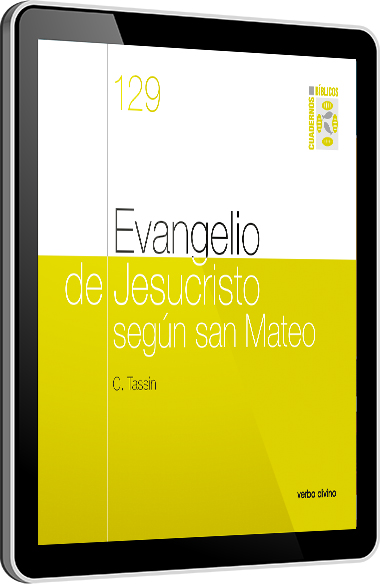 129
CUADERNOS BÍBLICOS
Evangelio
de Jesucristo
según san Mateo
C. Tassin
verbo divino